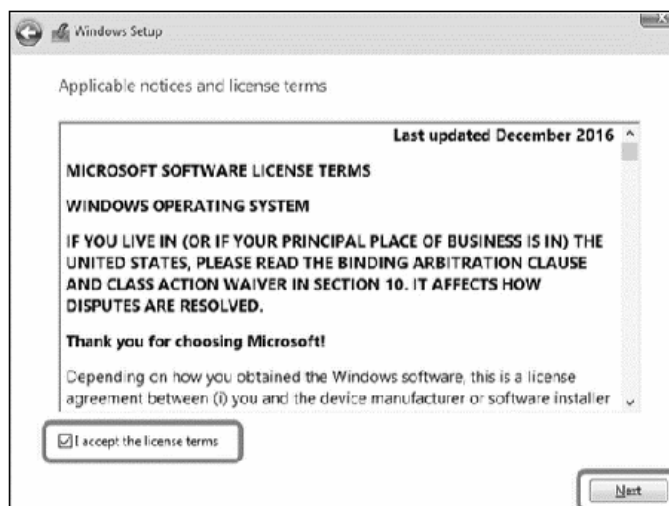 Windows Setup
Applicable notices and license terms
Last updated December 2016
MICROSOFT SOFTWARE LICENSE TERMS
WINDOWS OPERATING SYSTEM
IF YOU LIVE IN (OR IF YOUR PRINCIPAL PLACE OF BUSINESS IS IN) THE
UNITED STATES, PLEASE READ THE BINDING ARBITRATION CLAUSE
AND CLASS ACTION WAIVER IN SECTION 10. IT AFFECTS HOW
DISPUTES ARE RESOLVED.
Thank you for choosing Microsoft!
Depending on how you obtained the Windows software, this is a license
agreement between (i) you and the device manufacturer or software installer
I accept the license terms
Next